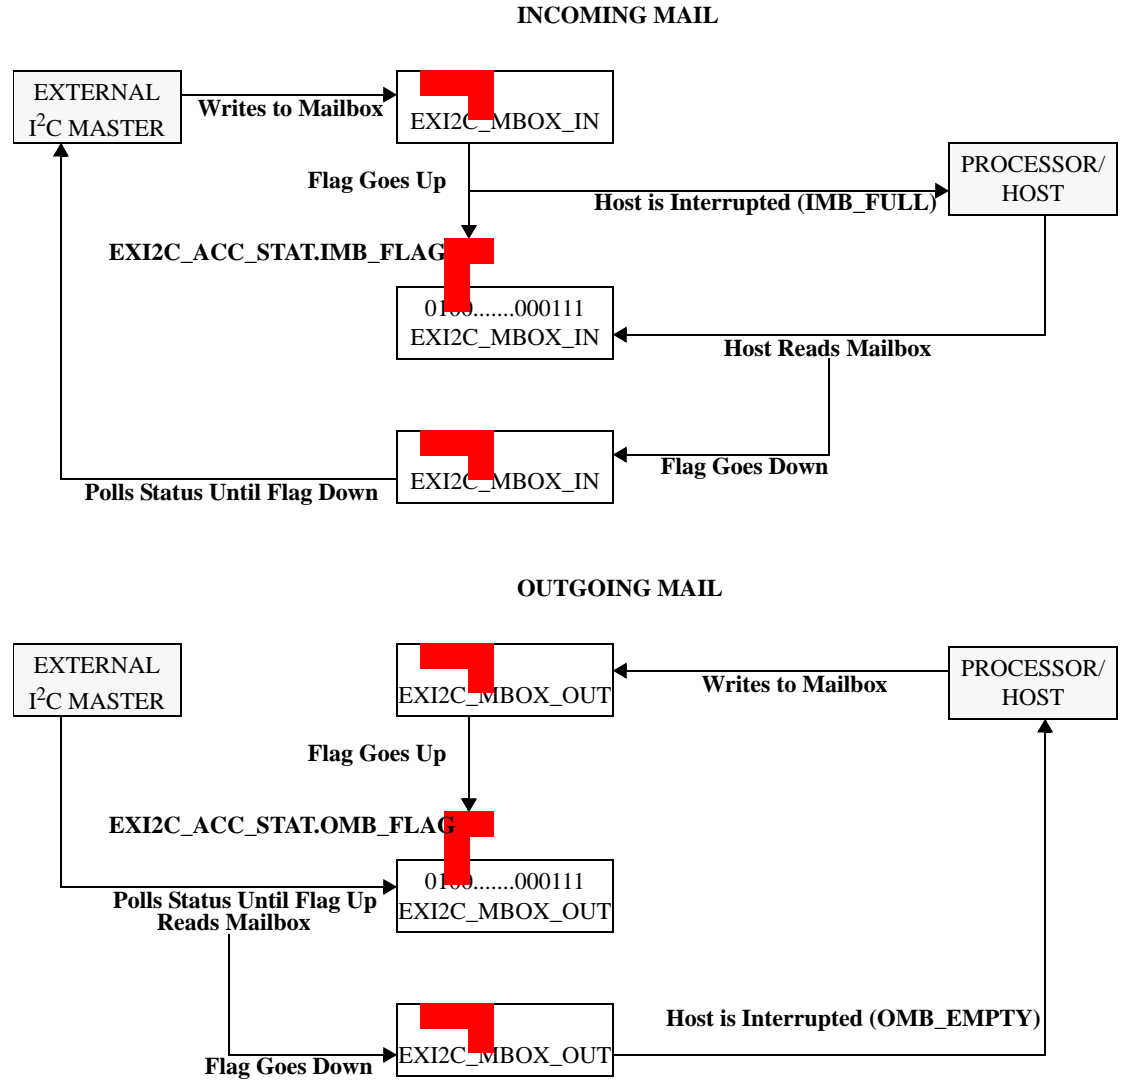 INCOMING MAIL
EXTERNAL
I²C MASTER
Writes to Mailbox
EXI2C_MBOX_IN
Flag Goes Up
PROCESSOR/
HOST
Host is Interrupted (IMB_FULL)
EXI2C_ACC_STAT.IMB_FLAG
0100.......000111
EXI2C_MBOX_IN
Host Reads Mailbox
Flag Goes Down
EXI2C_MBOX_IN
Polls Status Until Flag Down
OUTGOING MAIL
EXTERNAL
I²C MASTER
EXI2C_MBOX_OUT
Writes to Mailbox
PROCESSOR/
HOST
Flag Goes Up
EXI2C_ACC_STAT.OMB_FLAG
0100.......000111
EXI2C_MBOX_OUT
Polls Status Until Flag Up
Reads Mailbox
Host is Interrupted (OMB_EMPTY)
EXI2C_MBOX_OUT
Flag Goes Down